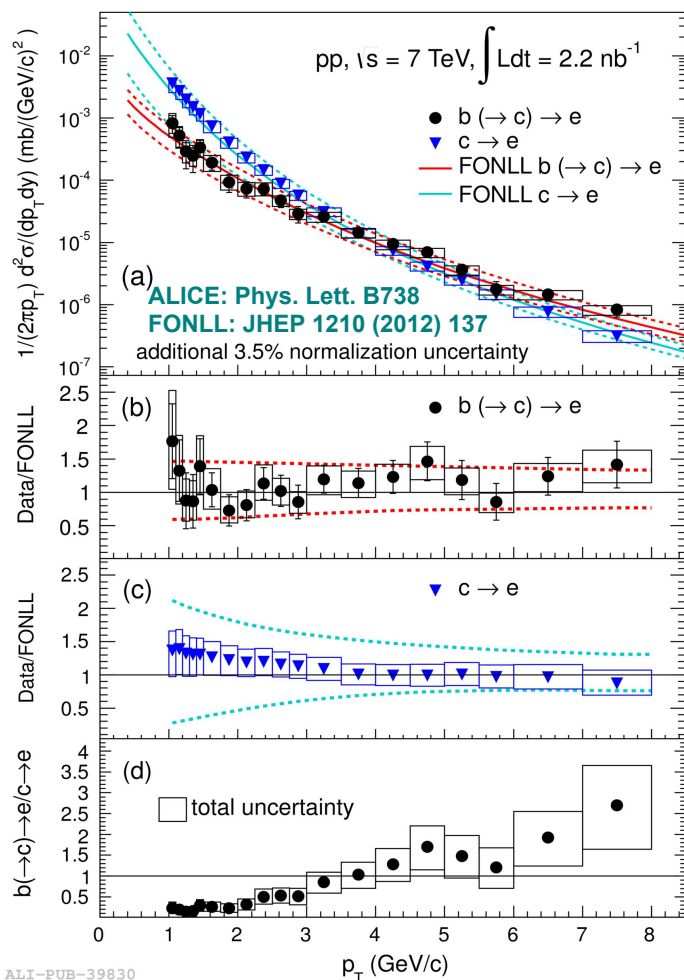 pp, √s = 7 TeV, ∫ Ldt = 2.2 nb⁻¹
b (→ c) → e
c → e
FONLL b (→ c) → e
FONLL c → e
1/(2πp_T) d²σ/(dp_Tdy) (mb/(GeV/c)²)
10⁻²
10⁻³
10⁻⁴
10⁻⁵
10⁻⁶
10⁻⁷
(a)
ALICE: Phys. Lett. B738
FONLL: JHEP 1210 (2012) 137
additional 3.5% normalization uncertainty
(b)
b (→ c) → e
Data/FONLL
2.5
2
1.5
1
0.5
(c)
c → e
Data/FONLL
2.5
2
1.5
1
0.5
(d)
total uncertainty
b(→c)→e/c→e
4
3.5
3
2.5
2
1.5
1
0.5
0 1 2 3 4 5 6 7 8
p_T (GeV/c)
ALI-PUB-39830